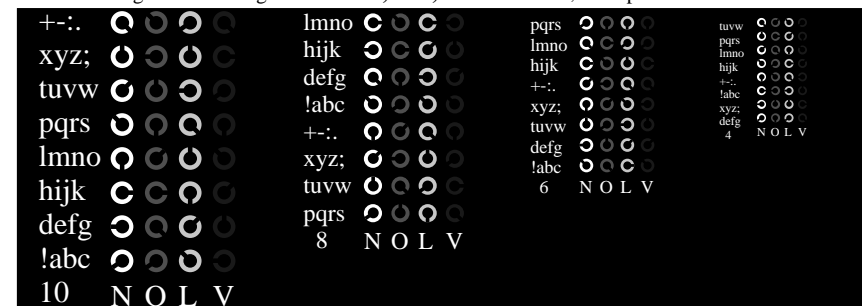 +-:.
xyz;
tuvw
pqrs
lmno
hijk
defg
!abc
10 N O L V
lmno
hijk
defg
!abc
+-:.
xyz;
tuvw
pqrs
8 N O L V
pqrs
lmno
hijk
+-:.
xyz;
tuvw
defg
!abc
6 N O L V
tuvw
pqrs
lmno
hijk
+-:.
!abc
xyz;
defg
4 N O L V